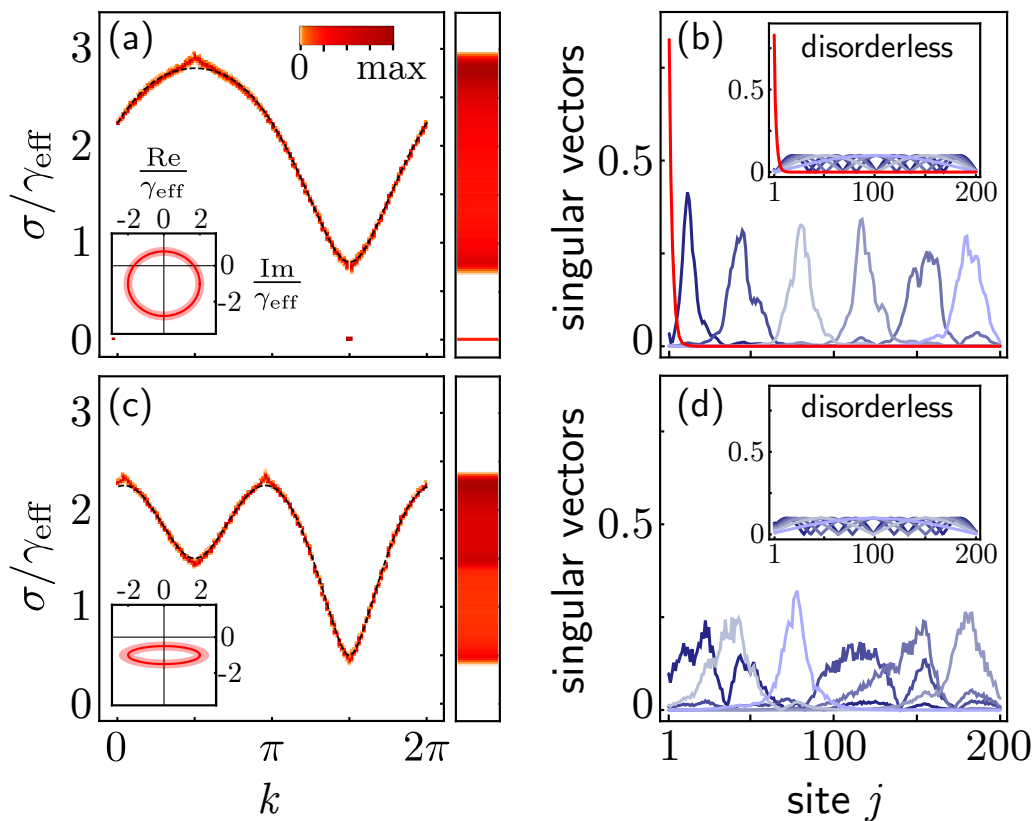 (a)
0 max
3
2
1
0
σ/γeff
Re
γeff
-2 0 2
0
-2
Im
γeff
(b)
disorderless
0.5
0
1 100 200
0.5
0
singular vectors
(c)
3
2
1
0
σ/γeff
-2 0 2
0
-2
0 π 2π
k
(d)
disorderless
0.5
0
1 100 200
0.5
0
singular vectors
1 100 200
site j